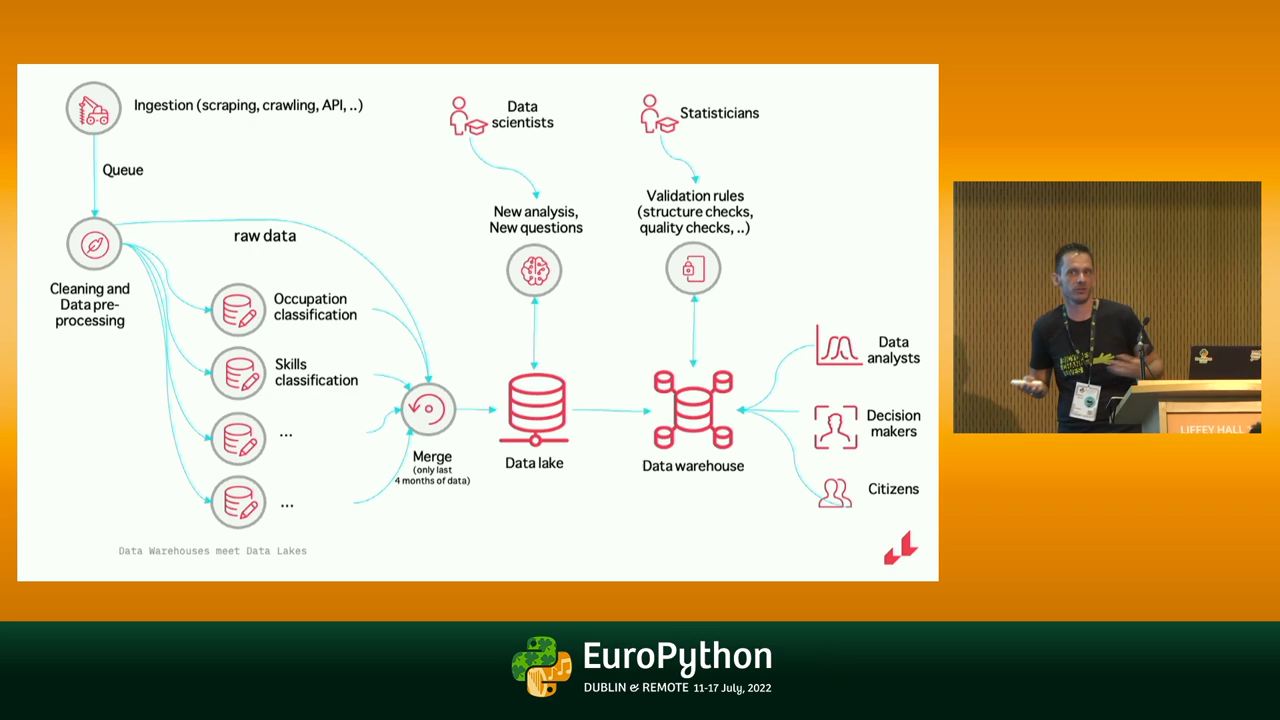 Ingestion (scraping, crawling, API, ..)
Queue
raw data
Cleaning and
Data pre-
processing
Occupation
classification
Skills
classification
...
...
Merge
(only last
4 months of data)
Data
scientists
New analysis,
New questions
Data lake
Statisticians
Validation rules
(structure checks,
quality checks, ..)
Data warehouse
Data
analysts
Decision
makers
Citizens
Data Warehouses meet Data Lakes
LIFFEY HALL
EuroPython
DUBLIN & REMOTE 11-17 July, 2022